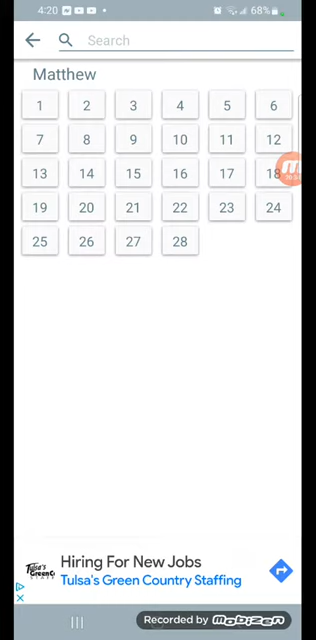 4:20 68%
Search
Matthew
1 2 3 4 5 6
7 8 9 10 11 12
13 14 15 16 17 18
19 20 21 22 23 24
25 26 27 28
Hiring For New Jobs
Tulsa's Green Country Staffing
Recorded by MOBIZEN